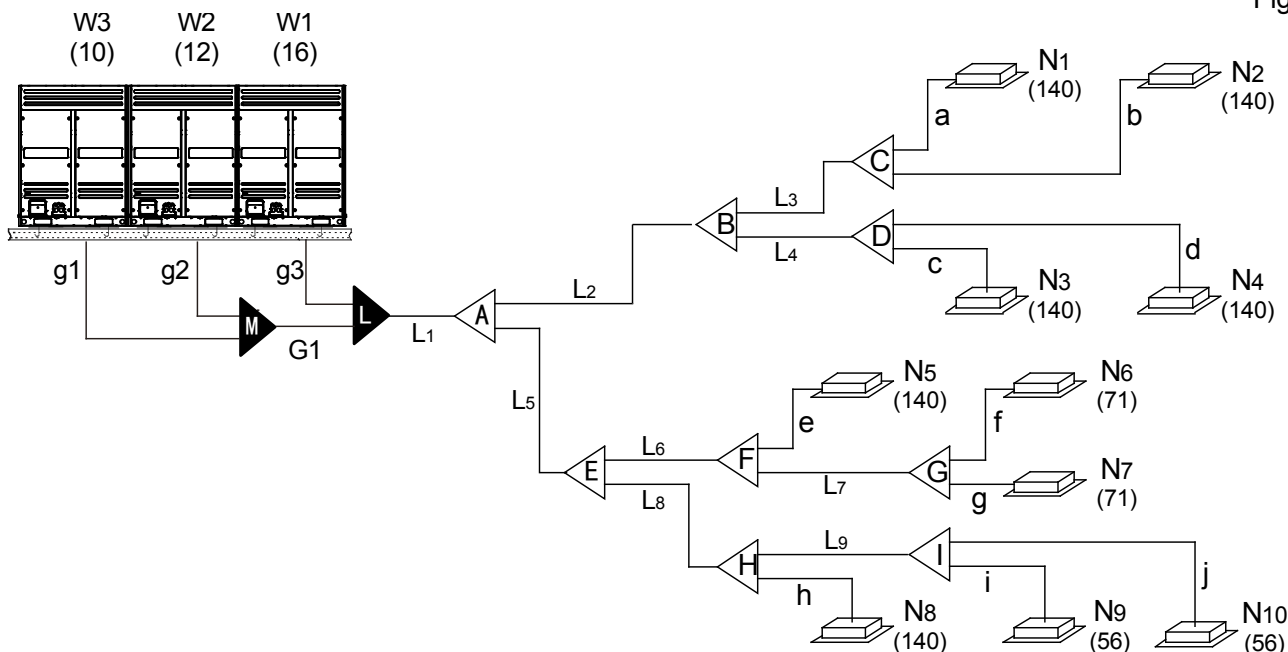 Fig
W3 W2 W1
(10) (12) (16)
N1
(140)
N2
(140)
a
b
C
L3
B
L4
D
c
d
N3
(140)
N4
(140)
g1
g2
g3
M
L
G1
L1
A
L2
L5
N5
(140)
N6
(71)
e
f
L6
F
E
L7
G
g
N7
(71)
L8
L9
H
I
h
i
j
N8
(140)
N9
(56)
N10
(56)